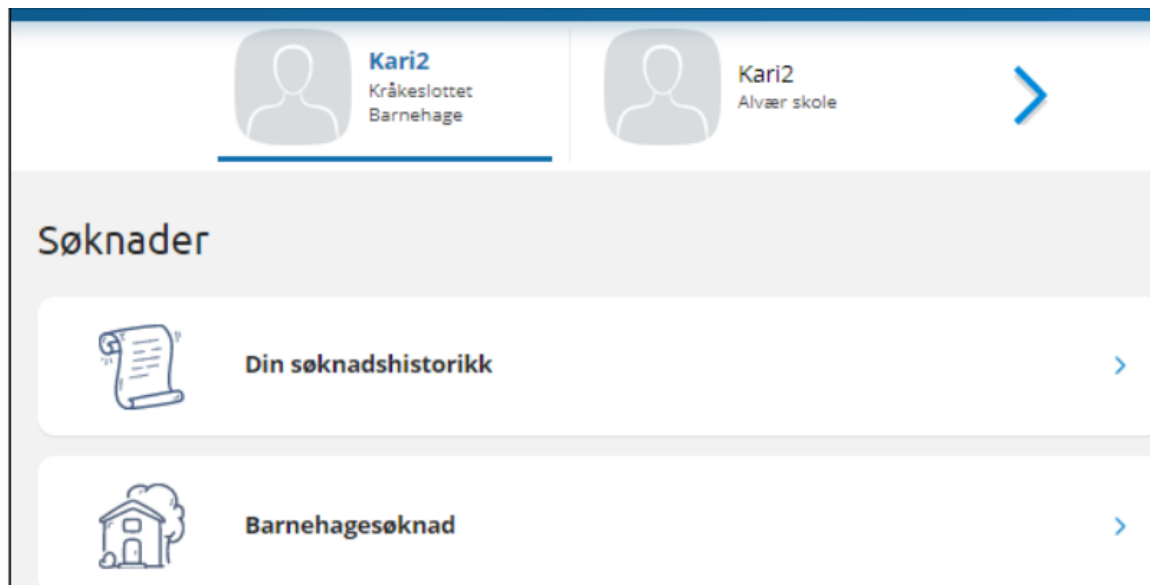 Kari2
Kråkeslottet
Barnehage
Kari2
Alvær skole
Søknader
Din søknadshistorikk
Barnehagesøknad